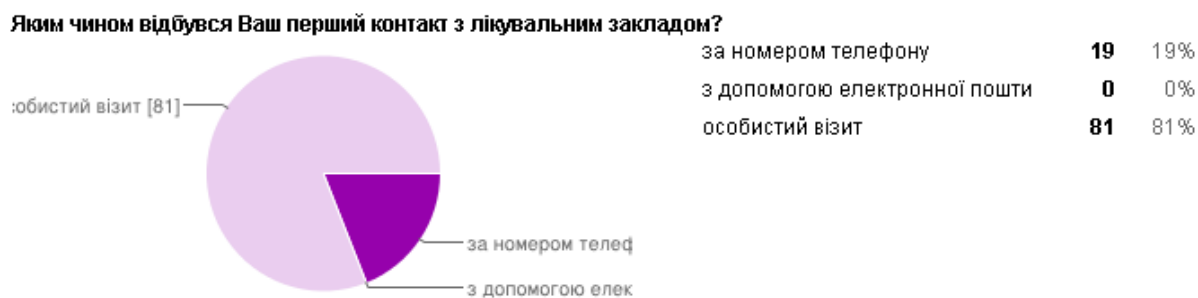 Яким чином відбувся Ваш перший контакт з лікувальним закладом?
за номером телефону 19 19%
з допомогою електронної пошти 0 0%
особистий візит 81 81%
собистий візит [81]
за номером телеф
з допомогою елек